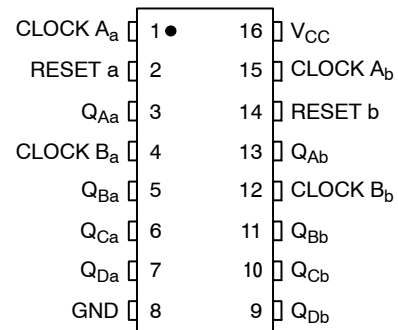 CLOCK Aa 1 16 VCC
RESET a 2 15 CLOCK Ab
QAa 3 14 RESET b
CLOCK Ba 4 13 QAb
QBa 5 12 CLOCK Bb
QCa 6 11 QBb
QDa 7 10 QCb
GND 8 9 QDb